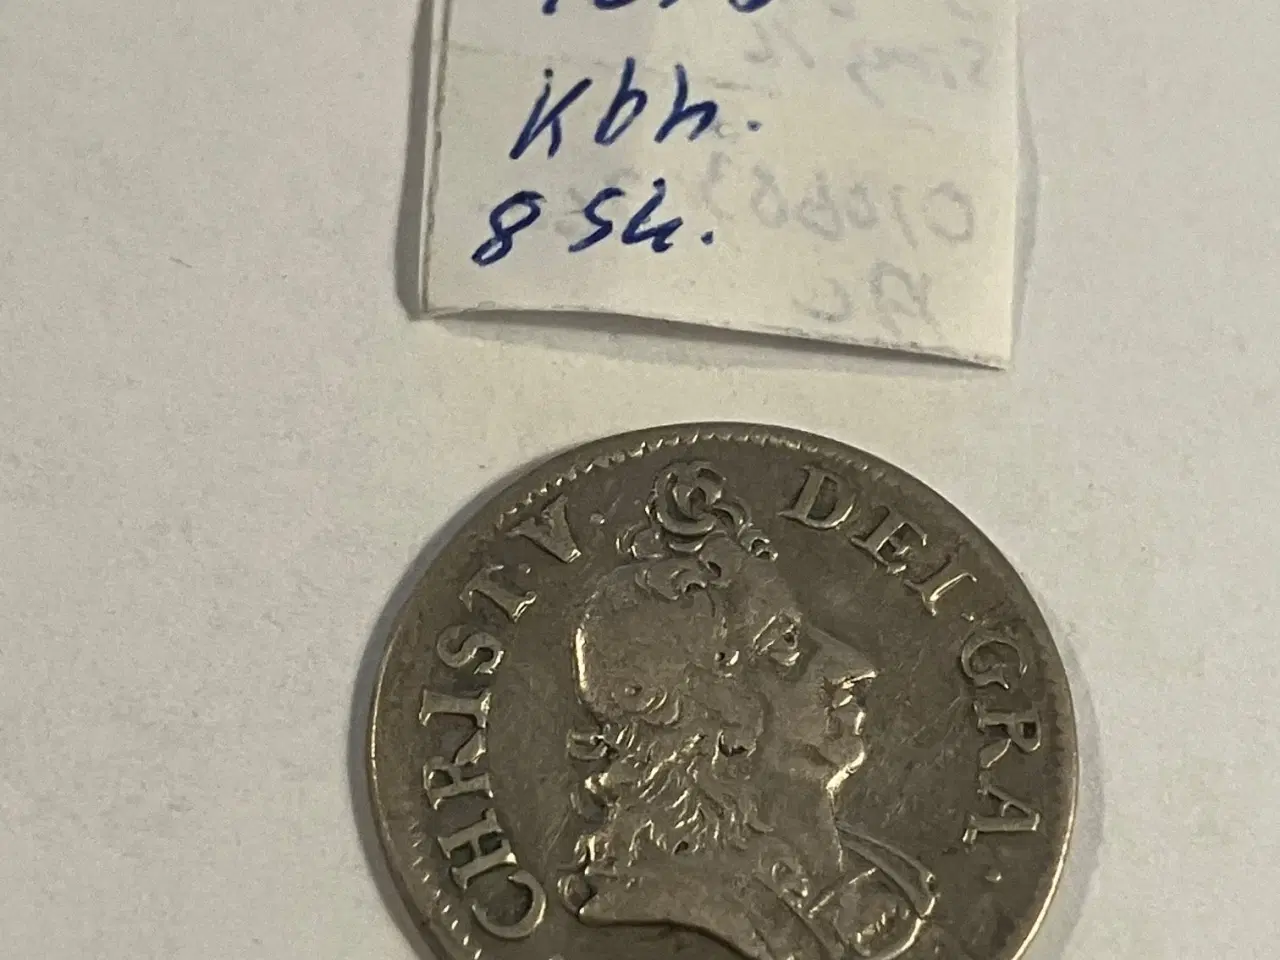 Kbh.
8 Sk.
CHRIST·V· DEI·GRA·